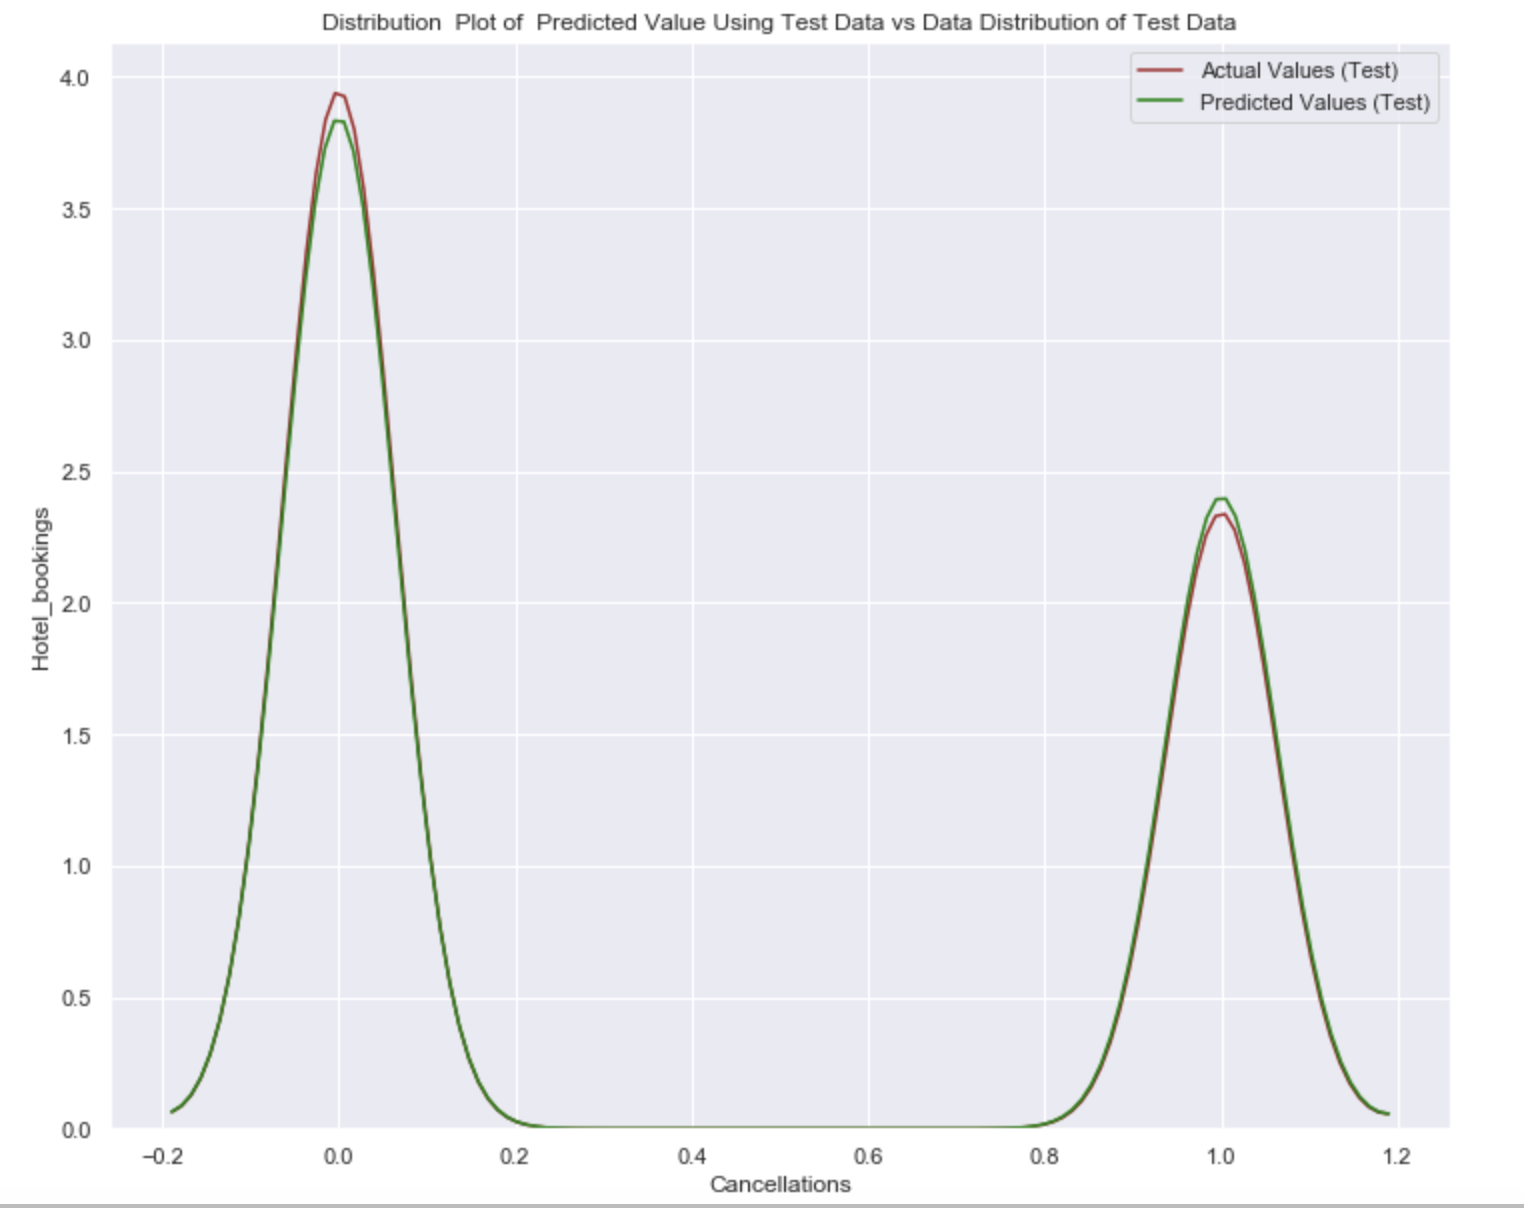 Distribution  Plot of  Predicted Value Using Test Data vs Data Distribution of Test Data
Actual Values (Test)
Predicted Values (Test)
4.0
3.5
3.0
2.5
2.0
1.5
1.0
0.5
0.0
Hotel_bookings
−0.2 0.0 0.2 0.4 0.6 0.8 1.0 1.2
Cancellations